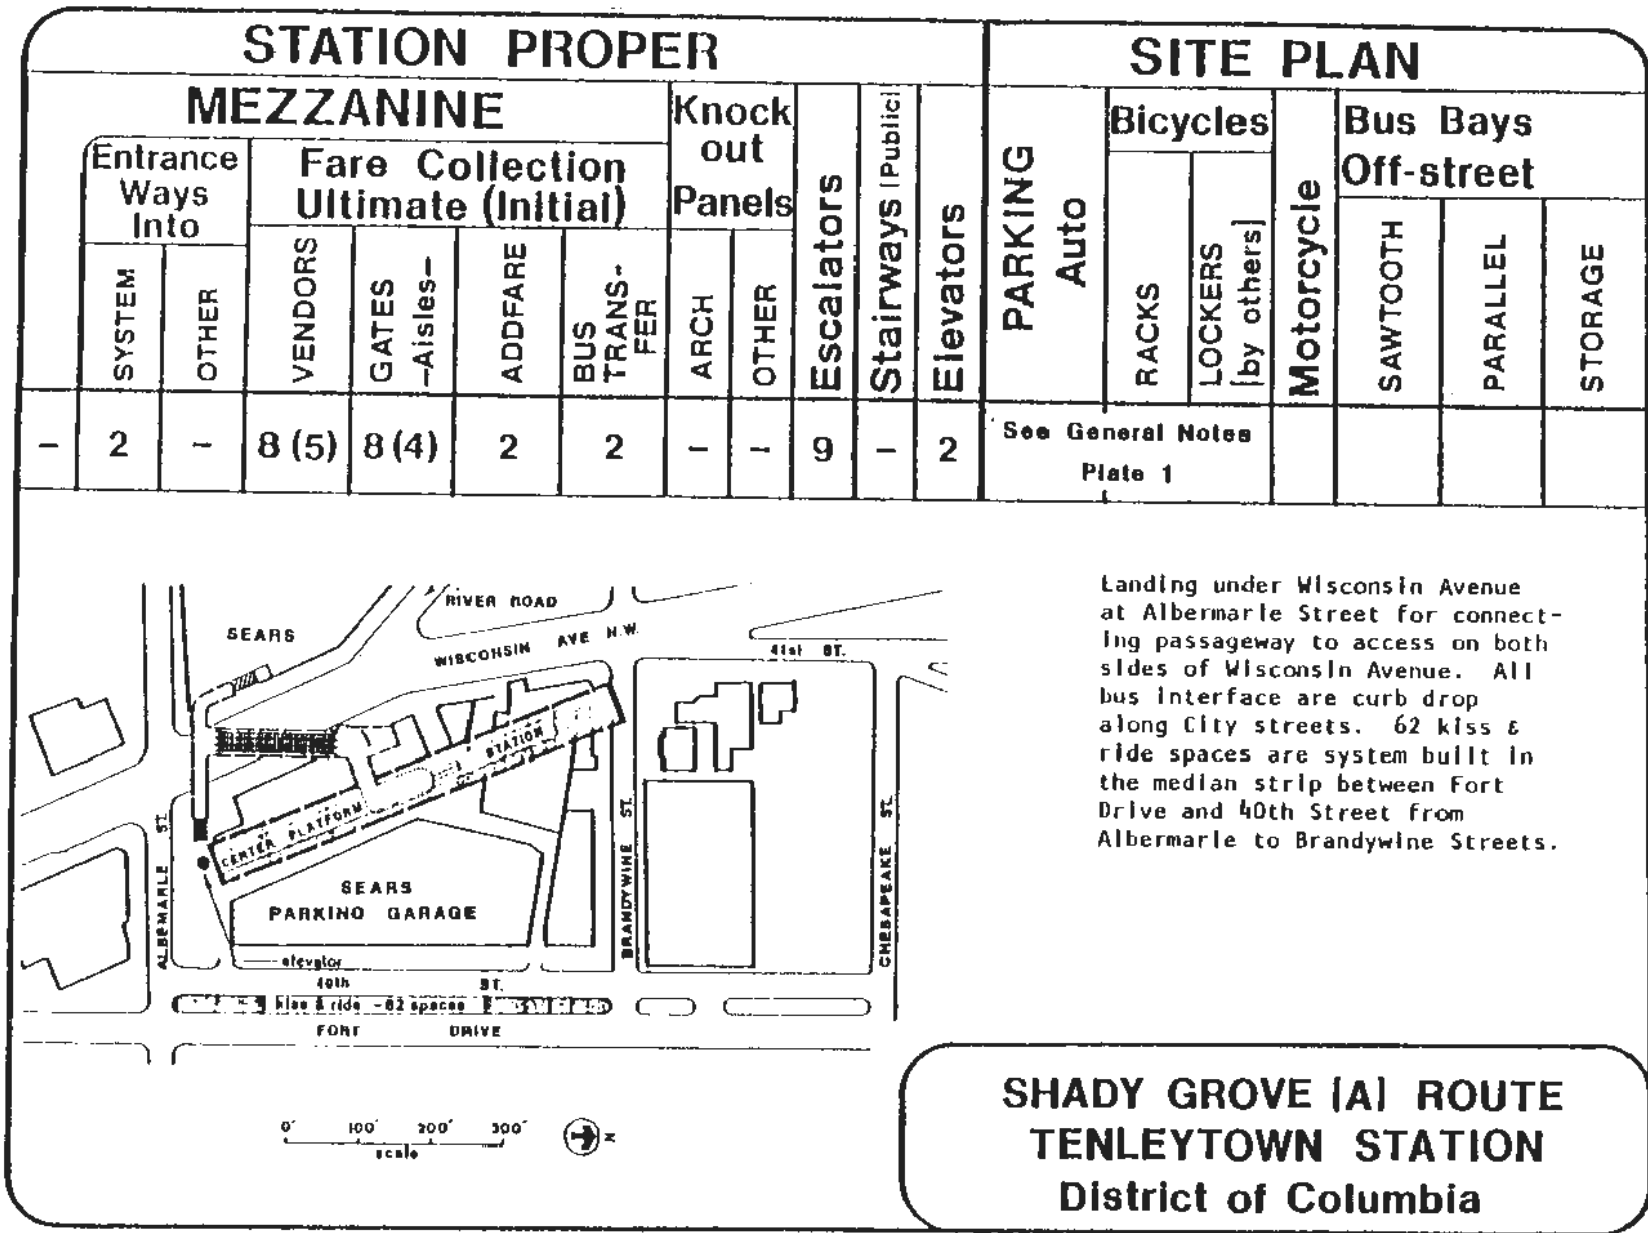 STATION PROPER
SITE PLAN
MEZZANINE
Knock
out
Panels
Escalators
Stairways [Public]
Elevators
PARKING
Auto
Bicycles
Motorcycle
Bus Bays
Off-street
Entrance
Ways
Into
Fare Collection
Ultimate (Initial)
SYSTEM
OTHER
VENDORS
GATES
-Aisles-
ADDFARE
BUS
TRANS-
FER
ARCH
OTHER
RACKS
LOCKERS
[by others]
SAWTOOTH
PARALLEL
STORAGE
- 2 - 8 (5) 8 (4) 2 2 - - 9 - 2
See General Notes
Plate 1
RIVER ROAD
SEARS
WISCONSIN AVE N.W.
41st ST.
STATION
CENTER PLATFORM
ALBEMARLE ST.
BRANDYWINE ST.
CHESAPEAKE ST.
SEARS
PARKING GARAGE
elevator
40th ST.
kiss & ride -62 spaces
FORT DRIVE
0' 100' 200' 300'
scale
N
Landing under Wisconsin Avenue
at Albermarle Street for connect-
ing passageway to access on both
sides of Wisconsin Avenue. All
bus interface are curb drop
along City streets. 62 kiss &
ride spaces are system built in
the median strip between Fort
Drive and 40th Street from
Albermarle to Brandywine Streets.
SHADY GROVE [A] ROUTE
TENLEYTOWN STATION
District of Columbia